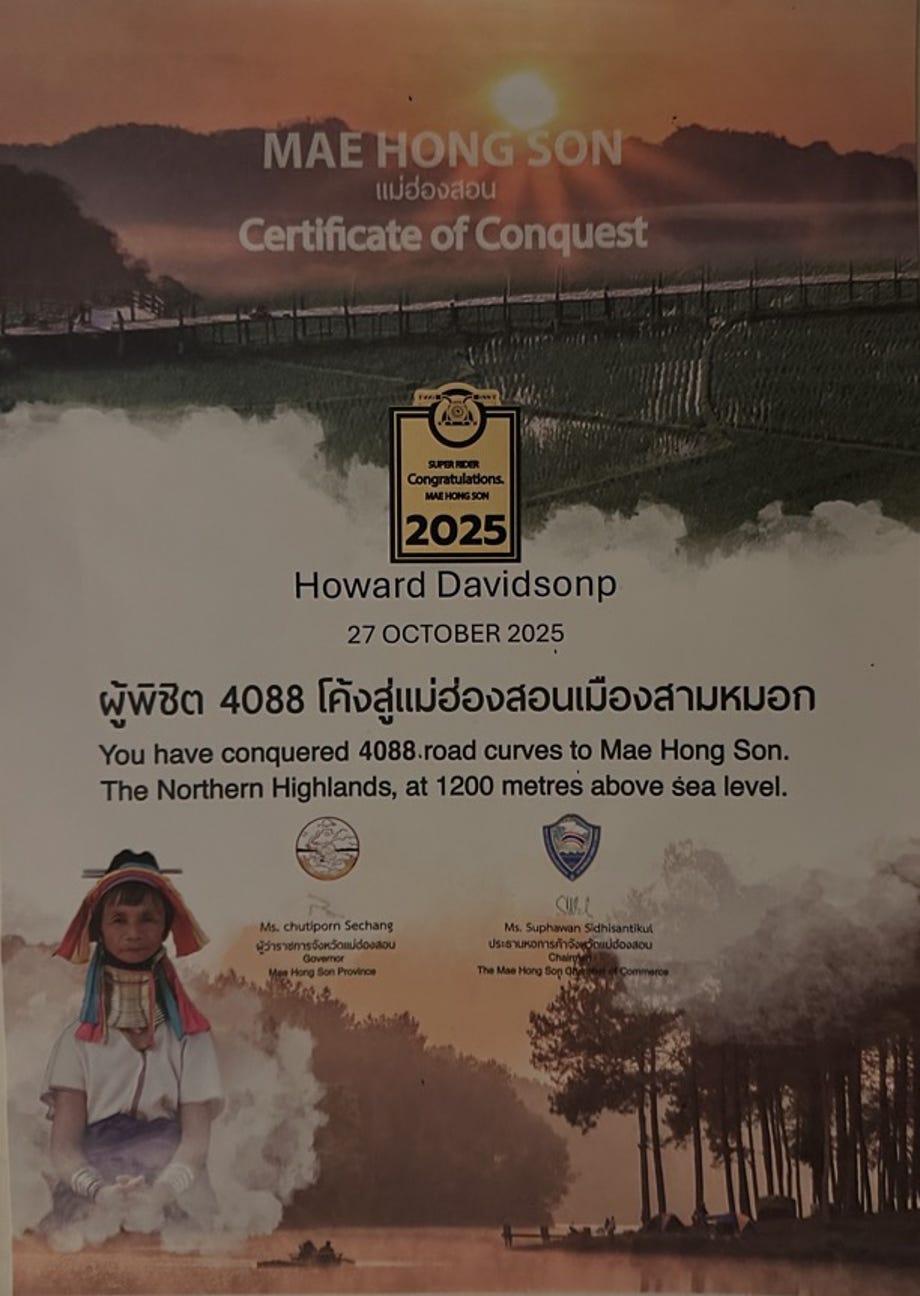 MAE HONG SON
แม่ฮ่องสอน
Certificate of Conquest
SUPER RIDER
Congratulations.
MAE HONG SON
2025
Howard Davidsonp
27 OCTOBER 2025
ผู้พิชิต 4088 โค้งสู่แม่ฮ่องสอนเมืองสามหมอก
You have conquered 4088 road curves to Mae Hong Son.
The Northern Highlands, at 1200 metres above sea level.
Ms. chutiporn Sechang
ผู้ว่าราชการจังหวัดแม่ฮ่องสอน
Governor
Mae Hong Son Province
Ms. Suphawan Sidhisantikul
ประธานหอการค้าจังหวัดแม่ฮ่องสอน
Chairmen
The Mae Hong Son Chamber of Commerce